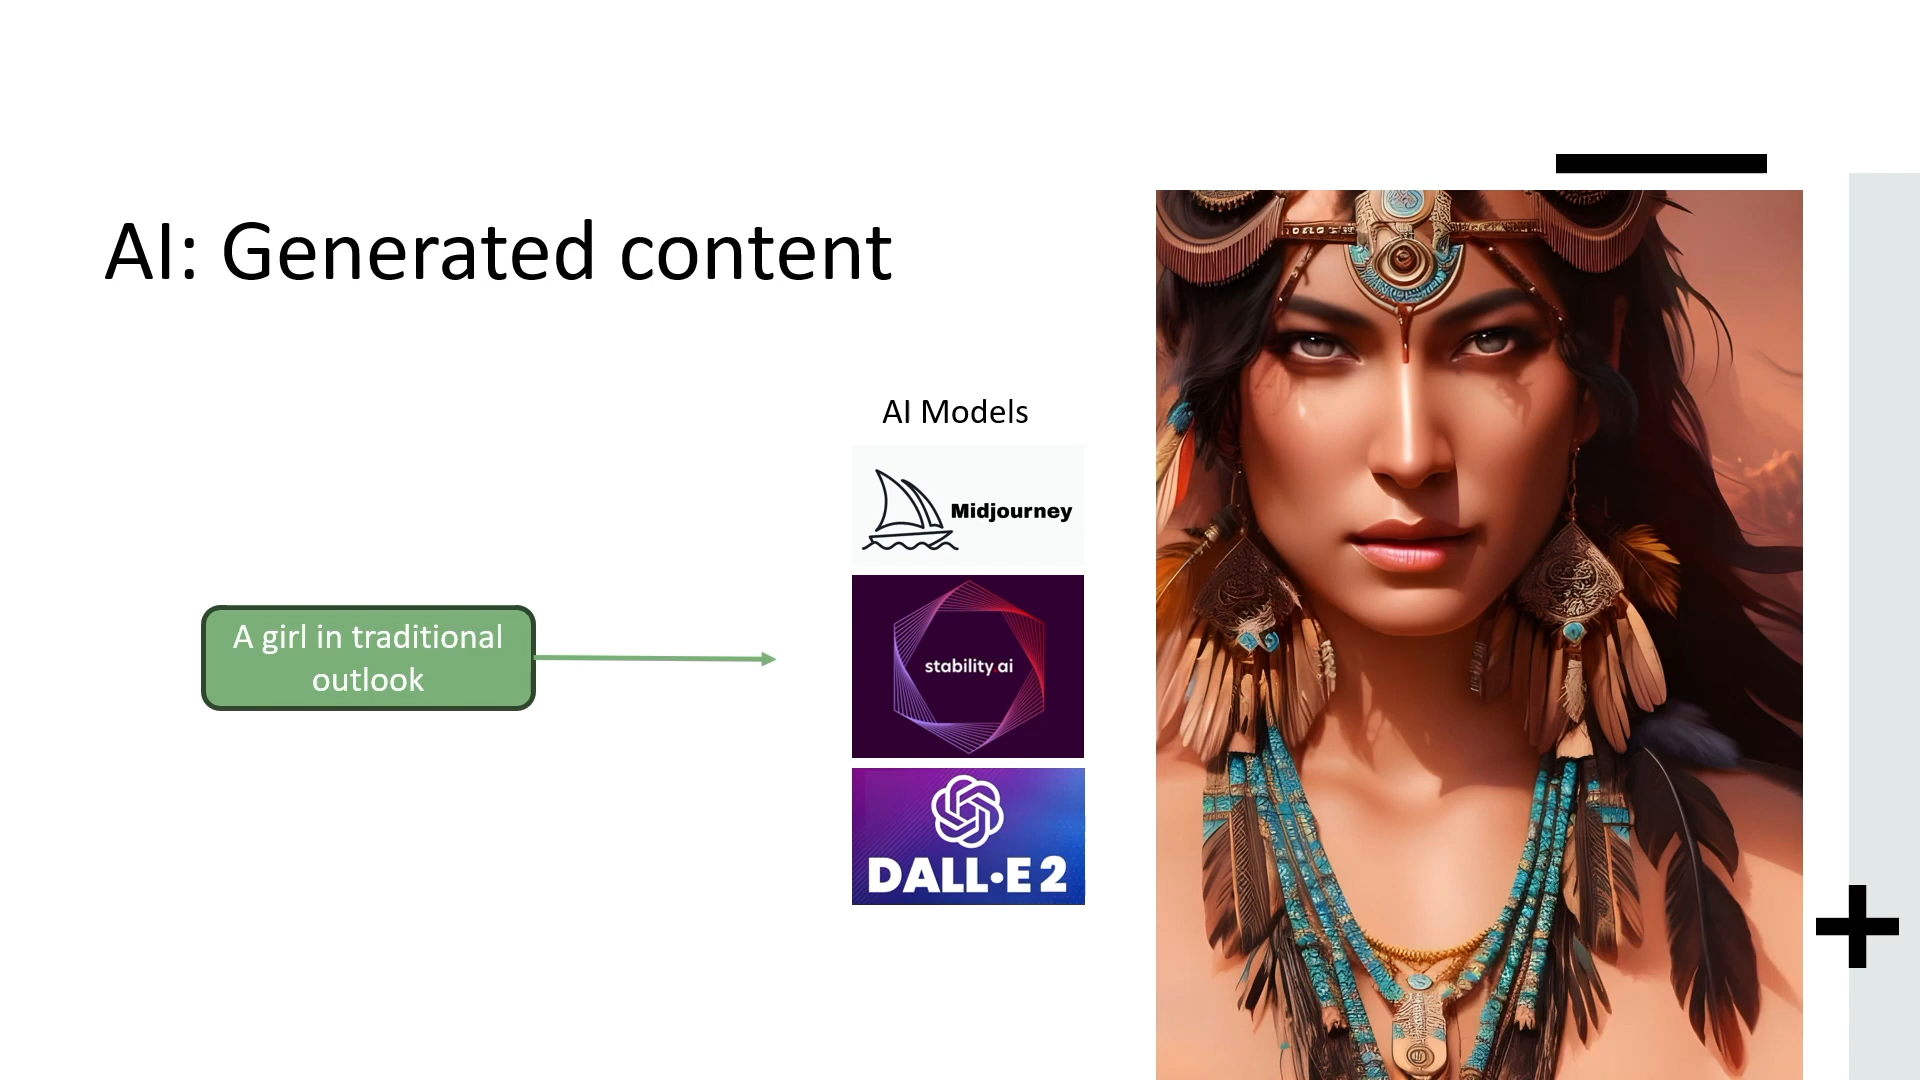 AI: Generated content
AI Models
Midjourney
A girl in traditional
outlook
stability.ai
DALL•E 2